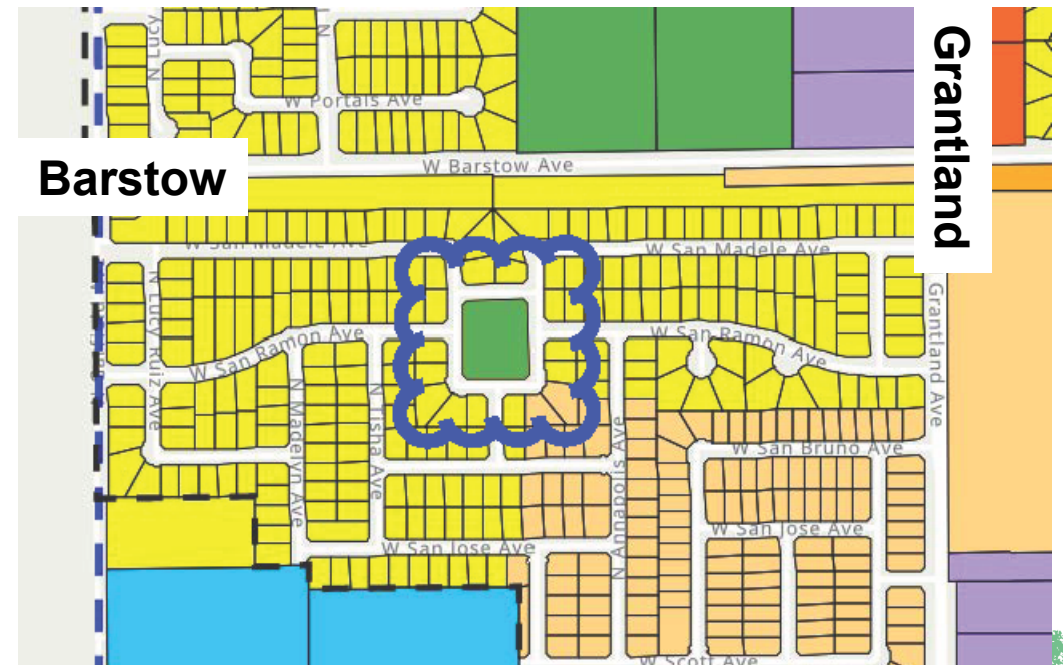 N Lucy
W Portals Ave
Grantland
W Barstow Ave
Barstow
W San Madele Ave
W San Madele Ave
N Lucy Ruiz Ave
W San Ramon Ave
W San Ramon Ave
Grantland Ave
N Madelyn Ave
N Trisha Ave
N Annapolis Ave
W San Bruno Ave
W San Jose Ave
W San Jose Ave
W Scott Ave